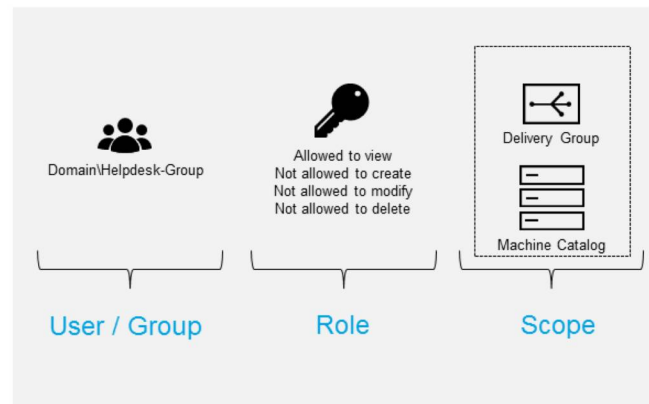 Domain\Helpdesk-Group
Allowed to view
Not allowed to create
Not allowed to modify
Not allowed to delete
Delivery Group
Machine Catalog
User / Group
Role
Scope